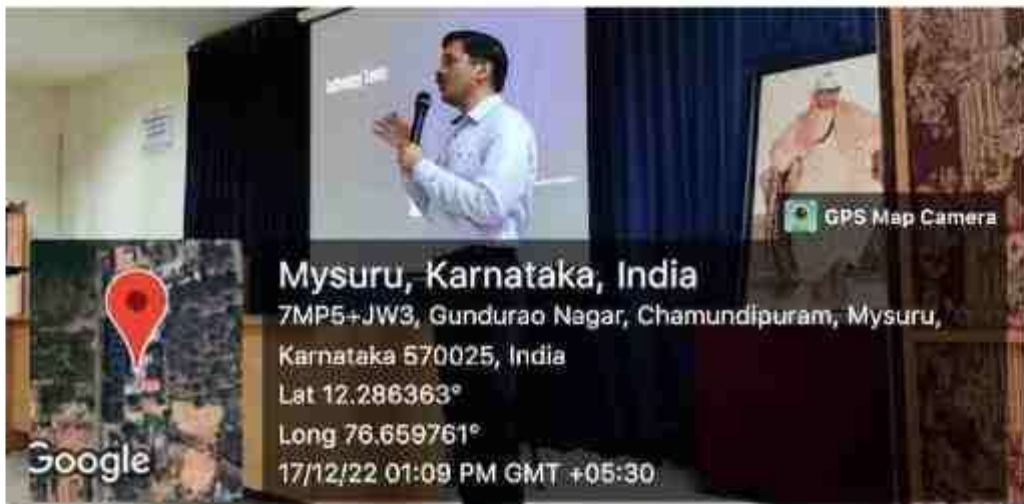 GPS Map Camera
Mysuru, Karnataka, India
7MP5+JW3, Gundurao Nagar, Chamundipuram, Mysuru,
Karnataka 570025, India
Lat 12.286363°
Long 76.659761°
17/12/22 01:09 PM GMT +05:30
Google